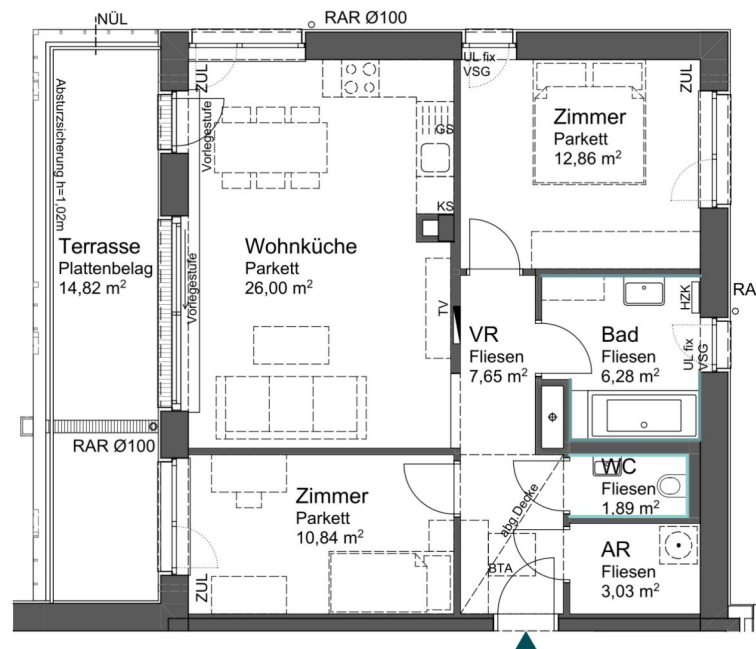 NÜL
RAR Ø100
ZUL
UL fix
VSG
ZUL
Absturzsicherung h=1,02m
Vorlegestufe
GS
Zimmer
Parkett
12,86 m²
KS
Terrasse
Plattenbelag
14,82 m²
Wohnküche
Parkett
26,00 m²
Vorlegestufe
TV
VR
Fliesen
7,65 m²
Bad
Fliesen
6,28 m²
HZK
UL fix
VSG
RA
RAR Ø100
Zimmer
Parkett
10,84 m²
abg.Decke
WC
Fliesen
1,89 m²
ZUL
BTA
AR
Fliesen
3,03 m²